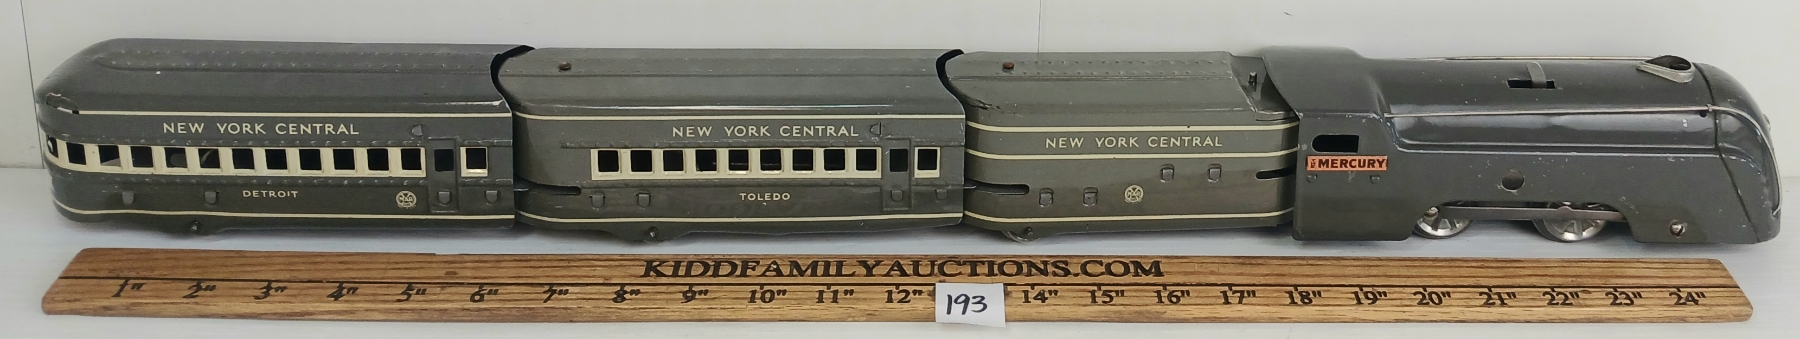 NEW YORK CENTRAL
DETROIT
MAR
NEW YORK CENTRAL
TOLEDO
NEW YORK CENTRAL
MAR
MERCURY
KIDDFAMILYAUCTIONS.COM
1" 2" 3" 4" 5" 6" 7" 8" 9" 10" 11" 12" 14" 15" 16" 17" 18" 19" 20" 21" 22" 23" 24"
193